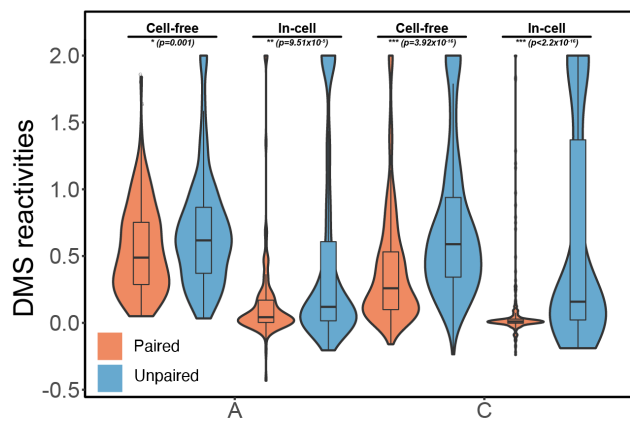 Cell-free In-cell Cell-free In-cell
* (p=0.001) ** (p=9.51x10⁻⁵) *** (p=3.92x10⁻¹⁶) *** (p<2.2x10⁻¹⁶)
2.0
1.5
1.0
0.5
0.0
-0.5
DMS reactivities
Paired
Unpaired
A C